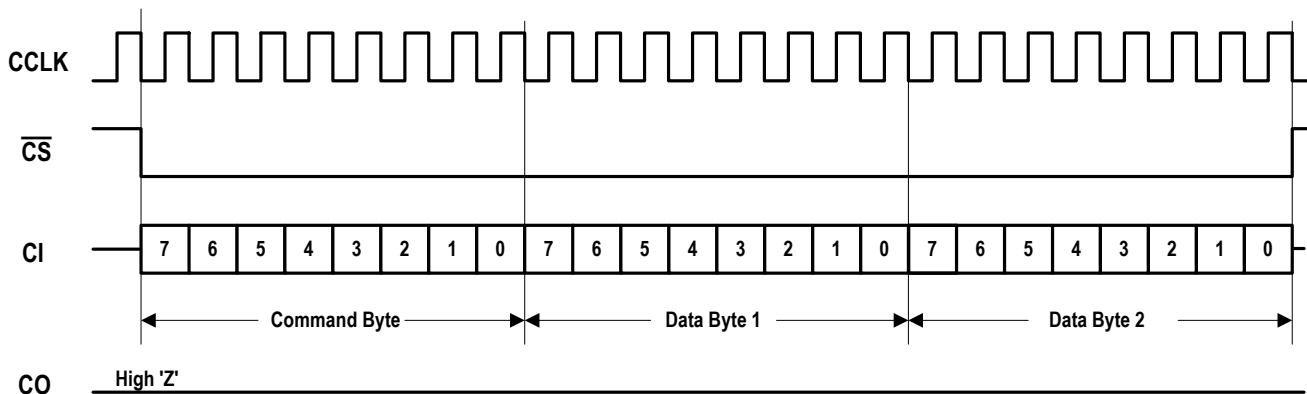 CCLK
C̅S̅
CI 7 6 5 4 3 2 1 0 7 6 5 4 3 2 1 0 7 6 5 4 3 2 1 0
Command Byte Data Byte 1 Data Byte 2
CO High 'Z'